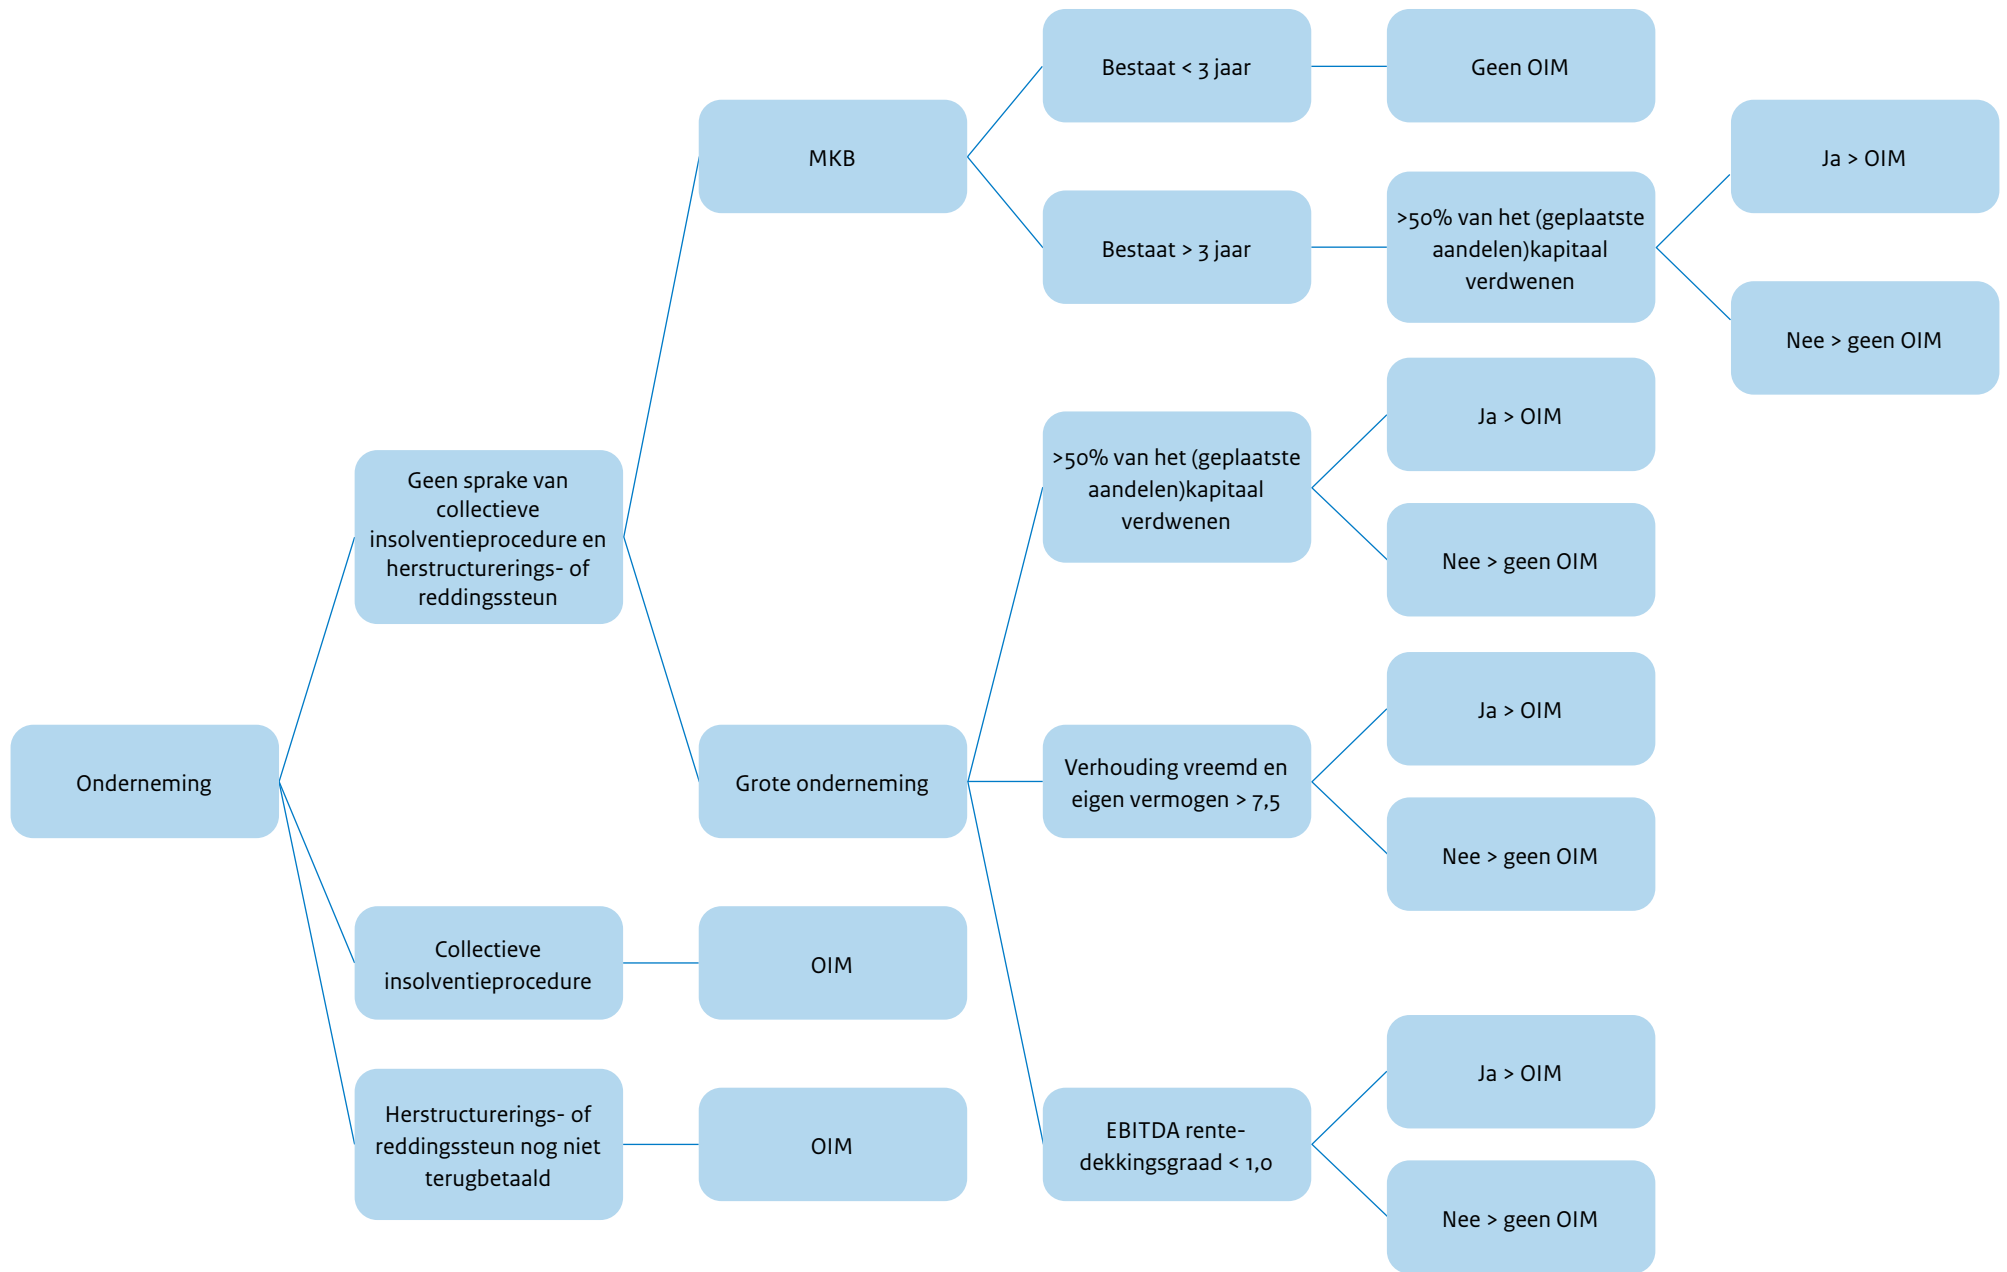 Onderneming
Geen sprake van
collectieve
insolventieprocedure en
herstructurerings- of
reddingssteun
MKB
Bestaat < 3 jaar
Geen OIM
Bestaat > 3 jaar
>50% van het (geplaatste
aandelen)kapitaal
verdwenen
Ja > OIM
Nee > geen OIM
Grote onderneming
>50% van het (geplaatste
aandelen)kapitaal
verdwenen
Ja > OIM
Nee > geen OIM
Verhouding vreemd en
eigen vermogen > 7,5
Ja > OIM
Nee > geen OIM
EBITDA rente-
dekkingsgraad < 1,0
Ja > OIM
Nee > geen OIM
Collectieve
insolventieprocedure
OIM
Herstructurerings- of
reddingssteun nog niet
terugbetaald
OIM